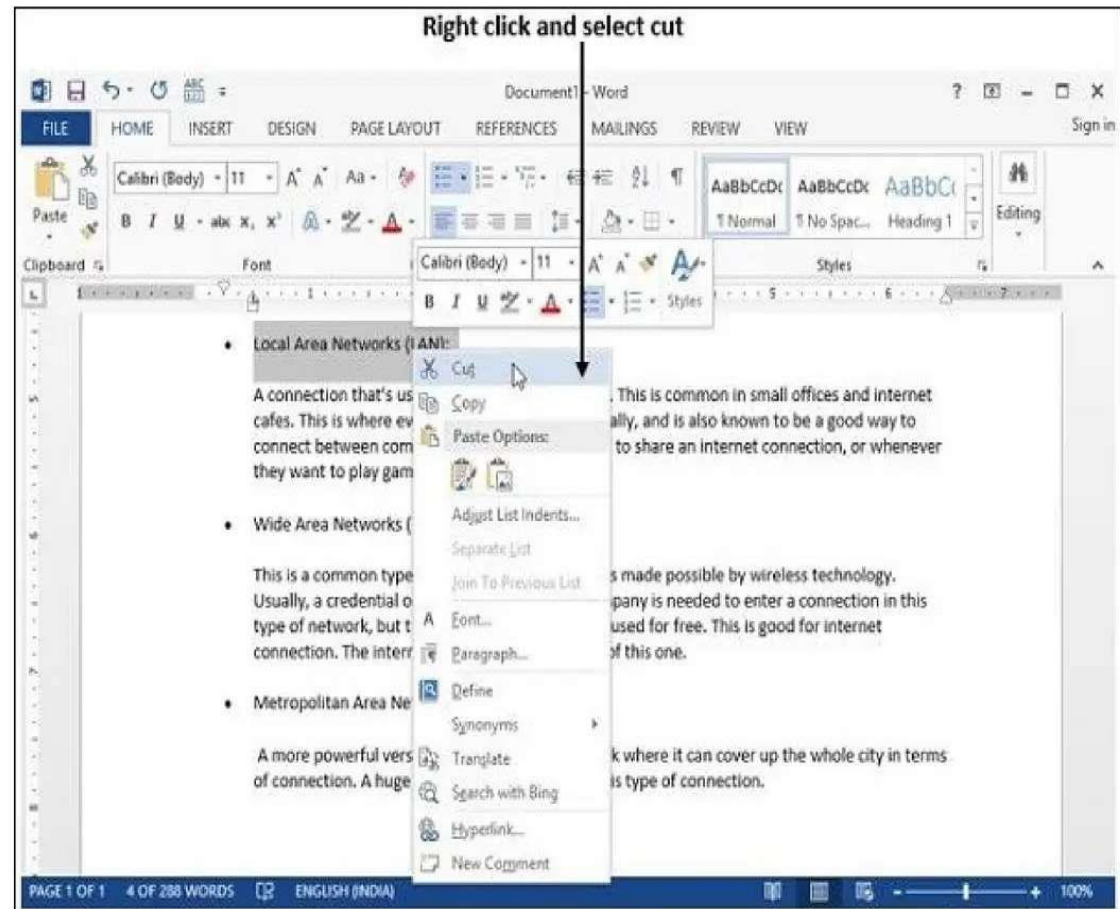 Right click and select cut
Document1 - Word
Sign in
FILE HOME INSERT DESIGN PAGE LAYOUT REFERENCES MAILINGS REVIEW VIEW
Calibri (Body) 11 A A Aa
Paste
B I U abc x, x² A A
AaBbCcDc AaBbCcDc AaBbC
¶ Normal ¶ No Spac... Heading 1
Editing
Clipboard Font Styles
Calibri (Body) 11 A A A
B I U A Styles
1 1 5 6 7
• Local Area Networks (LAN):
A connection that's us
. This is common in small offices and internet
cafes. This is where ev
ally, and is also known to be a good way to
connect between com
to share an internet connection, or whenever
they want to play gam
• Wide Area Networks (
This is a common type
s made possible by wireless technology.
Usually, a credential o
pany is needed to enter a connection in this
type of network, but t
used for free. This is good for internet
connection. The interr
of this one.
• Metropolitan Area Ne
A more powerful vers
k where it can cover up the whole city in terms
of connection. A huge
is type of connection.
Cut
Copy
Paste Options:
Adjust List Indents...
Separate List
Join To Previous List
A Font...
Paragraph...
Define
Synonyms
Translate
Search with Bing
Hyperlink...
New Comment
PAGE 1 OF 1 4 OF 288 WORDS ENGLISH (INDIA) 100%